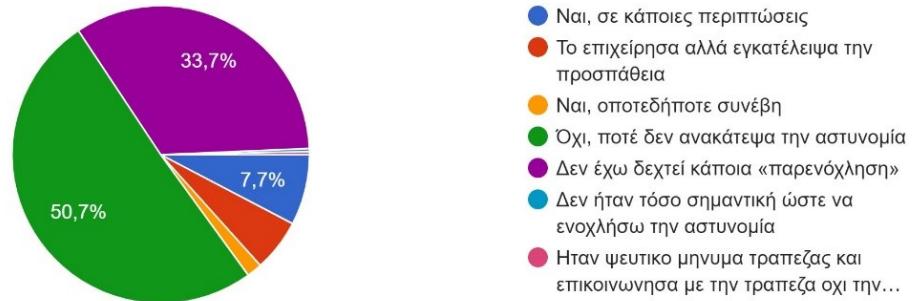 33,7%
7,7%
50,7%
Ναι, σε κάποιες περιπτώσεις
Το επιχείρησα αλλά εγκατέλειψα την
προσπάθεια
Ναι, οποτεδήποτε συνέβη
Όχι, ποτέ δεν ανακάτεψα την αστυνομία
Δεν έχω δεχτεί κάποια «παρενόχληση»
Δεν ήταν τόσο σημαντική ώστε να
ενοχλήσω την αστυνομία
Ηταν ψευτικο μηνυμα τραπεζας και
επικοινωνησα με την τραπεζα οχι την…